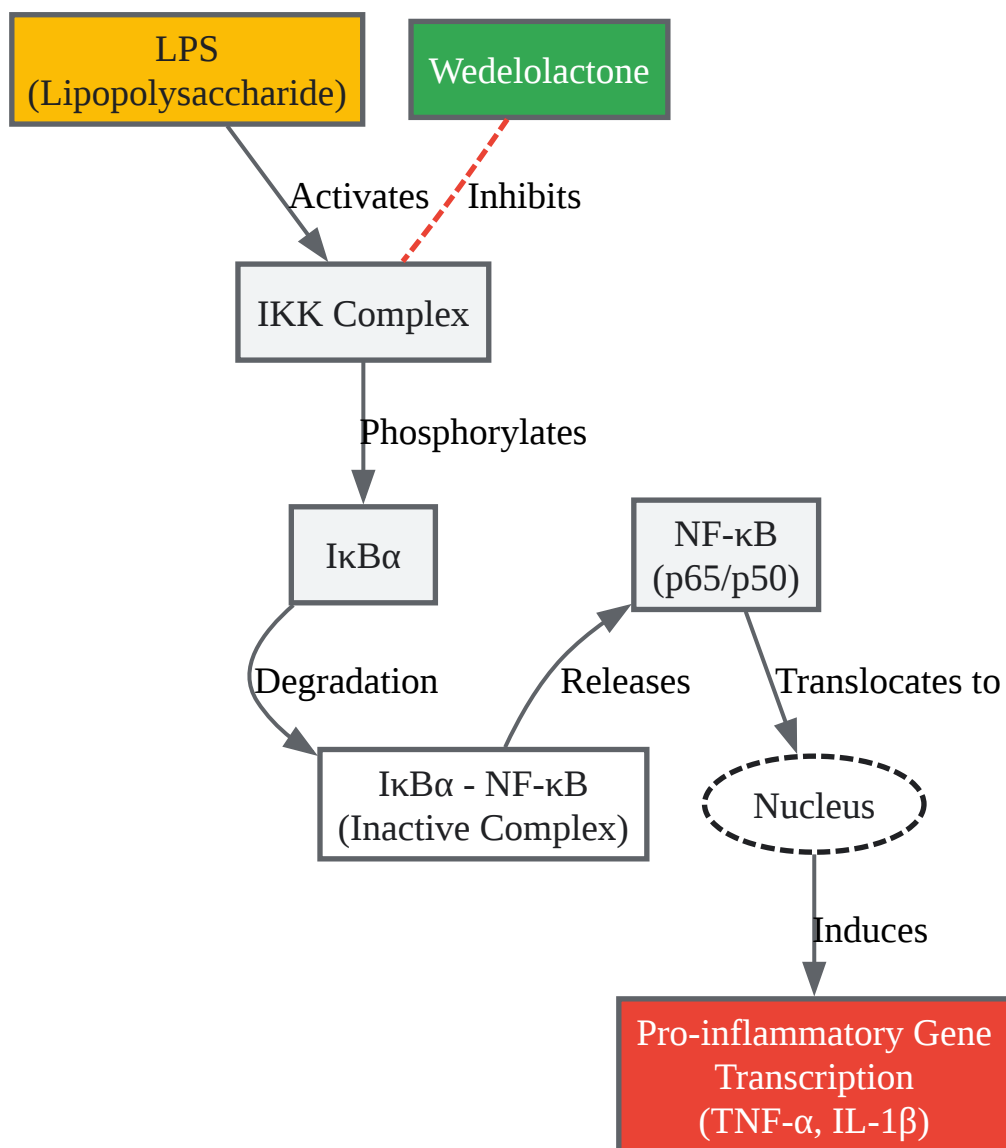 LPS
(Lipopolysaccharide)
Wedelolactone
Activates
Inhibits
IKK Complex
Phosphorylates
IκBα
NF-κB
(p65/p50)
Degradation
Releases
Translocates to
IκBα - NF-κB
(Inactive Complex)
Nucleus
Induces
Pro-inflammatory Gene
Transcription
(TNF-α, IL-1β)